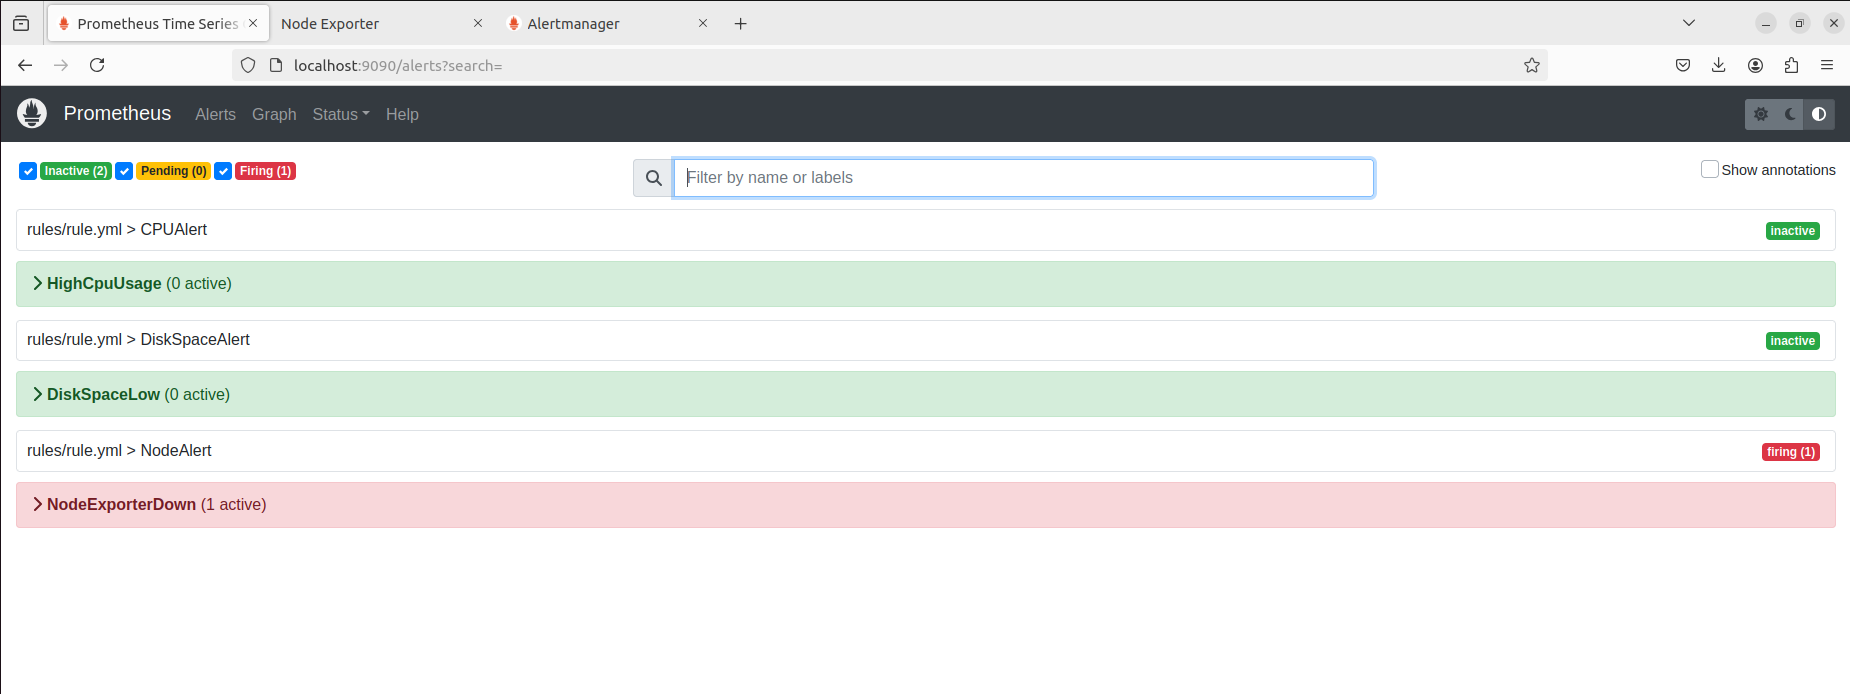 Prometheus Time Series
Node Exporter
Alertmanager
localhost:9090/alerts?search=
Prometheus Alerts Graph Status Help
Inactive (2) Pending (0) Firing (1)
Filter by name or labels
Show annotations
rules/rule.yml > CPUAlert inactive
HighCpuUsage (0 active)
rules/rule.yml > DiskSpaceAlert inactive
DiskSpaceLow (0 active)
rules/rule.yml > NodeAlert firing (1)
NodeExporterDown (1 active)